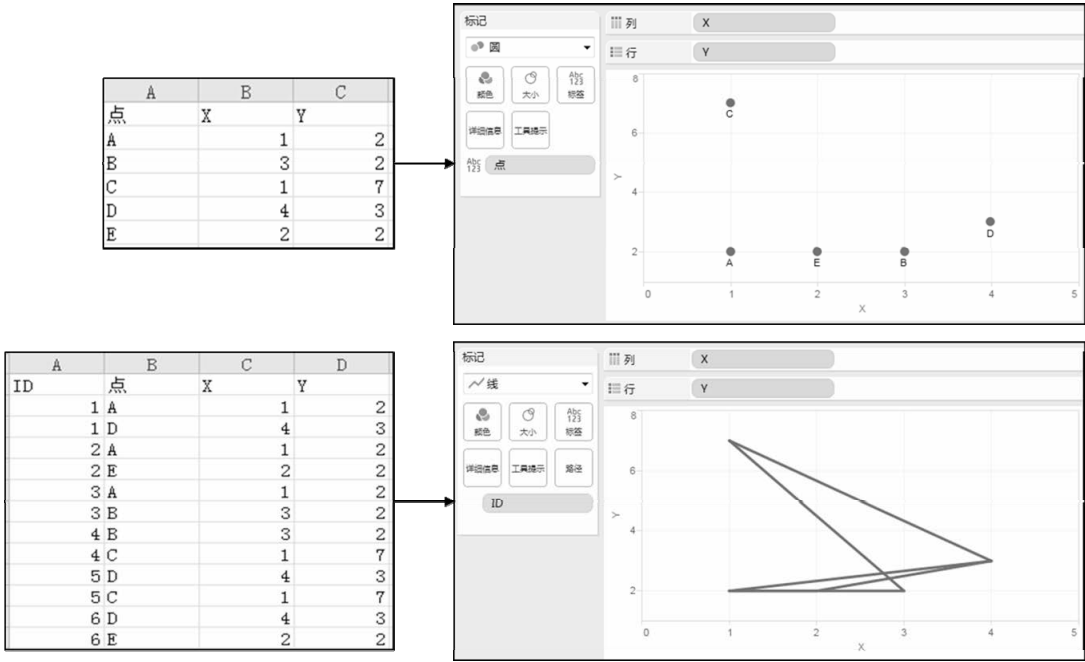 A B C
点 X Y
A 1 2
B 3 2
C 1 7
D 4 3
E 2 2
标记
圆
颜色 大小 Abc 123 标签
详细信息 工具提示
Abc 123 点
列 X
行 Y
8
6
4
2
Y
C
A E B D
0 1 2 3 4 5
X
A B C D
ID 点 X Y
1 A 1 2
1 D 4 3
2 A 1 2
2 E 2 2
3 A 1 2
3 B 3 2
4 B 3 2
4 C 1 7
5 D 4 3
5 C 1 7
6 D 4 3
6 E 2 2
标记
线
颜色 大小 Abc 123 标签
详细信息 工具提示 路径
ID
列 X
行 Y
8
6
4
2
Y
0 1 2 3 4 5
X